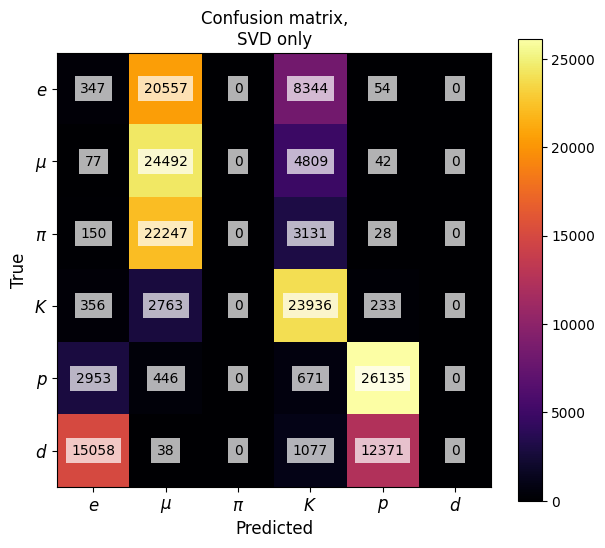 Confusion matrix,
SVD only
e 347 20557 0 8344 54 0
μ 77 24492 0 4809 42 0
π 150 22247 0 3131 28 0
K 356 2763 0 23936 233 0
p 2953 446 0 671 26135 0
d 15058 38 0 1077 12371 0
e μ π K p d
Predicted
True
25000
20000
15000
10000
5000
0